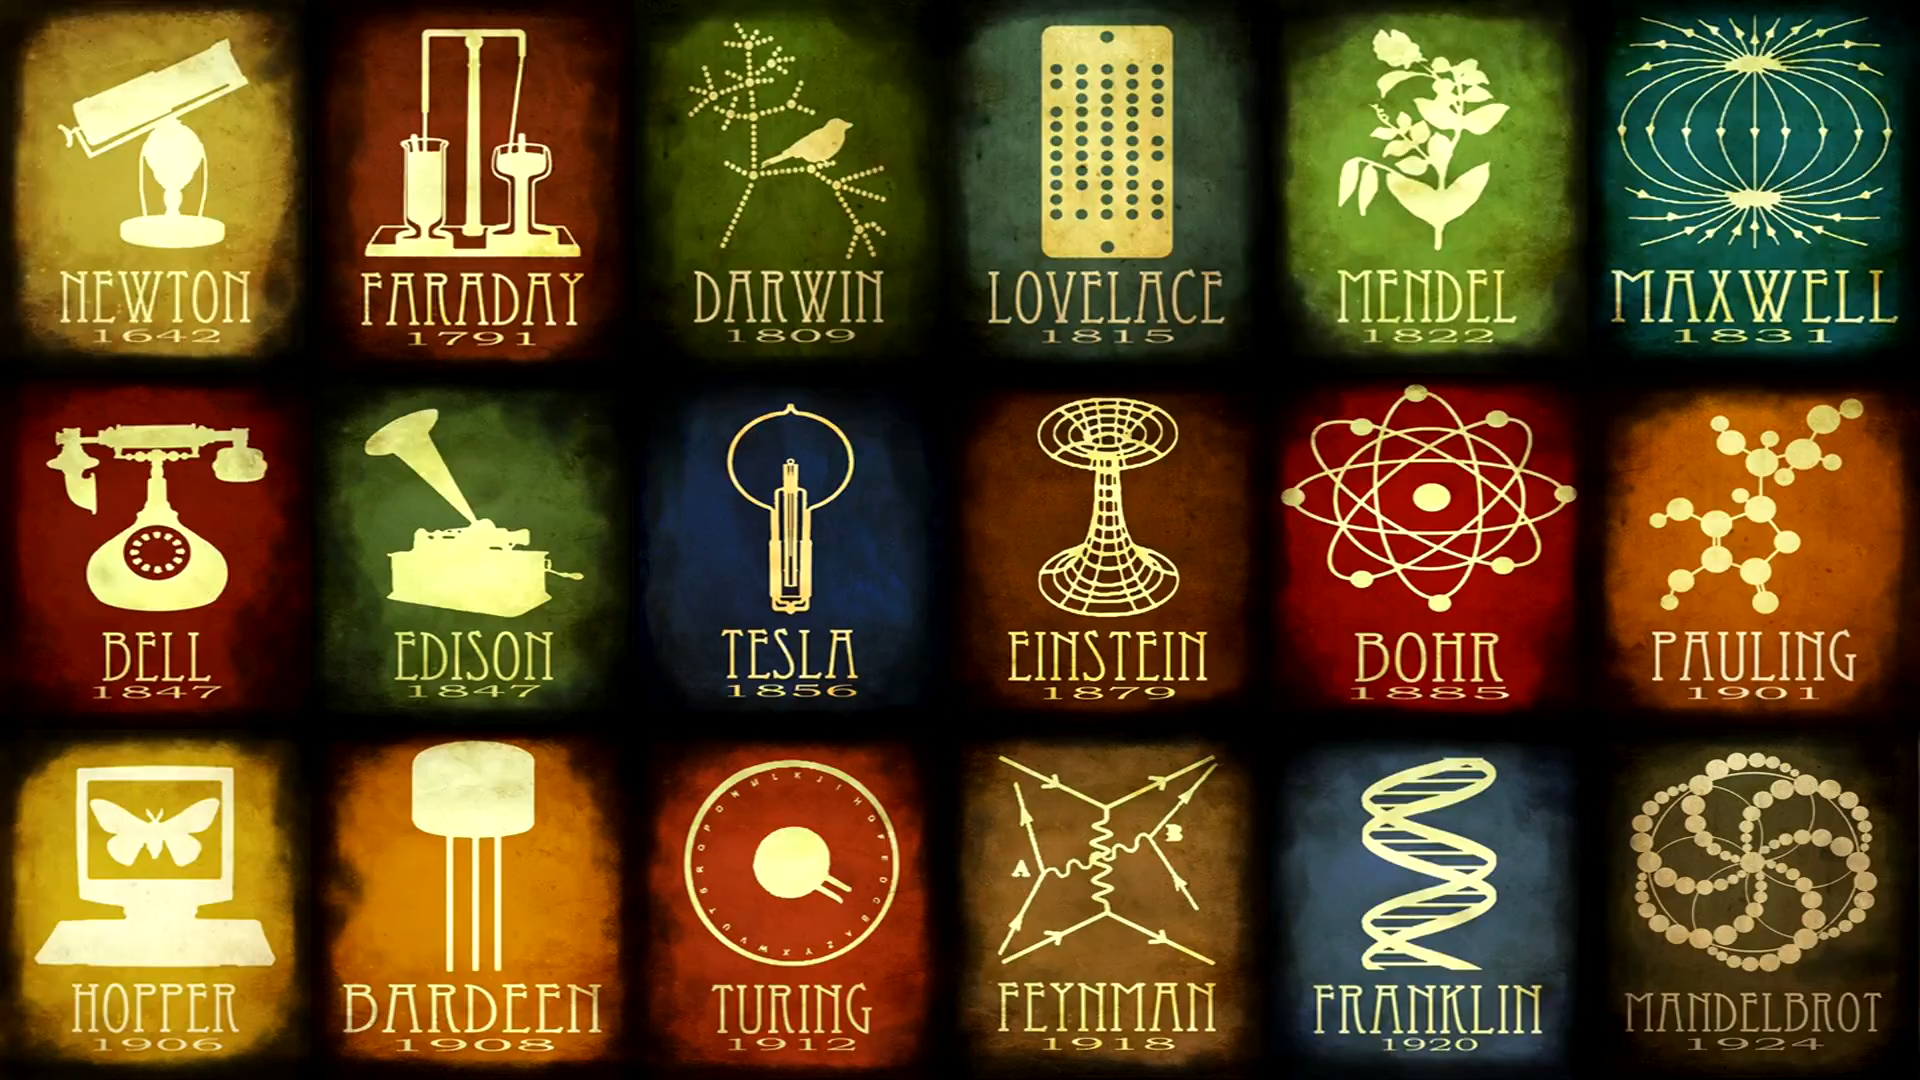 NEWTON
1642
FARADAY
1791
DARWIN
1809
LOVELACE
1815
MENDEL
1822
MAXWELL
1831
BELL
1847
EDISON
1847
TESLA
1856
EINSTEIN
1879
BOHR
1885
PAULING
1901
HOPPER
1906
BARDEEN
1908
TURING
1912
A
B
FEYNMAN
1918
FRANKLIN
1920
MANDELBROT
1924